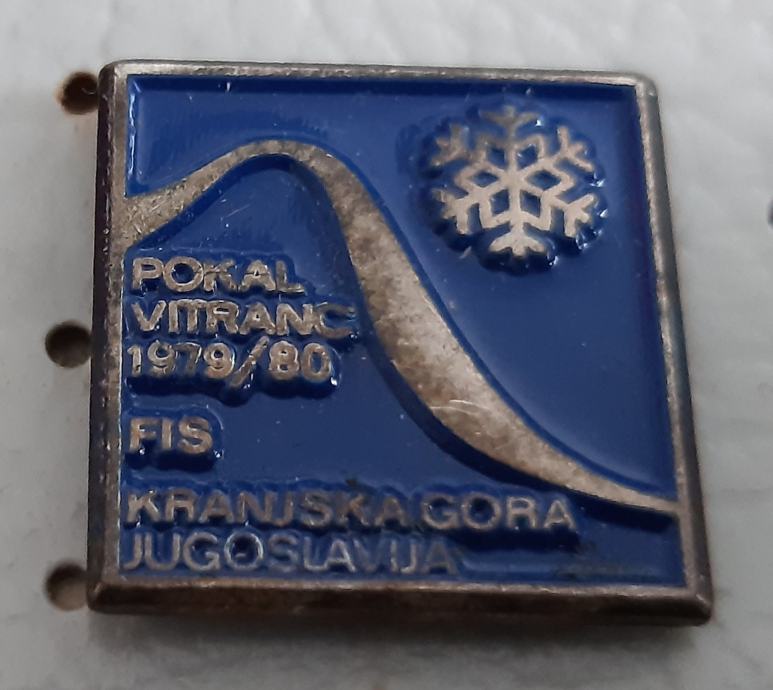 POKAL
VITRANC
1979/80
FIS
KRANJSKA GORA
JUGOSLAVIJA